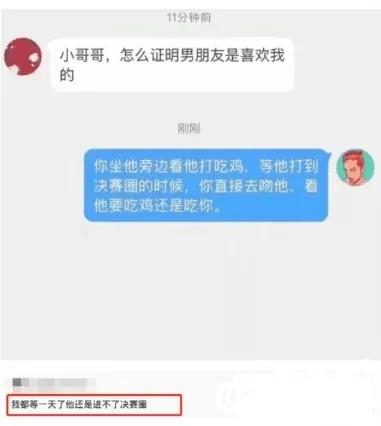 11分钟前
小哥哥，怎么证明男朋友是喜欢我
的
刚刚
你坐他旁边看他打吃鸡，等他打到
决赛圈的时候，你直接去吻他，看
他要吃鸡还是吃你。
我都等一天了他还是进不了决赛圈